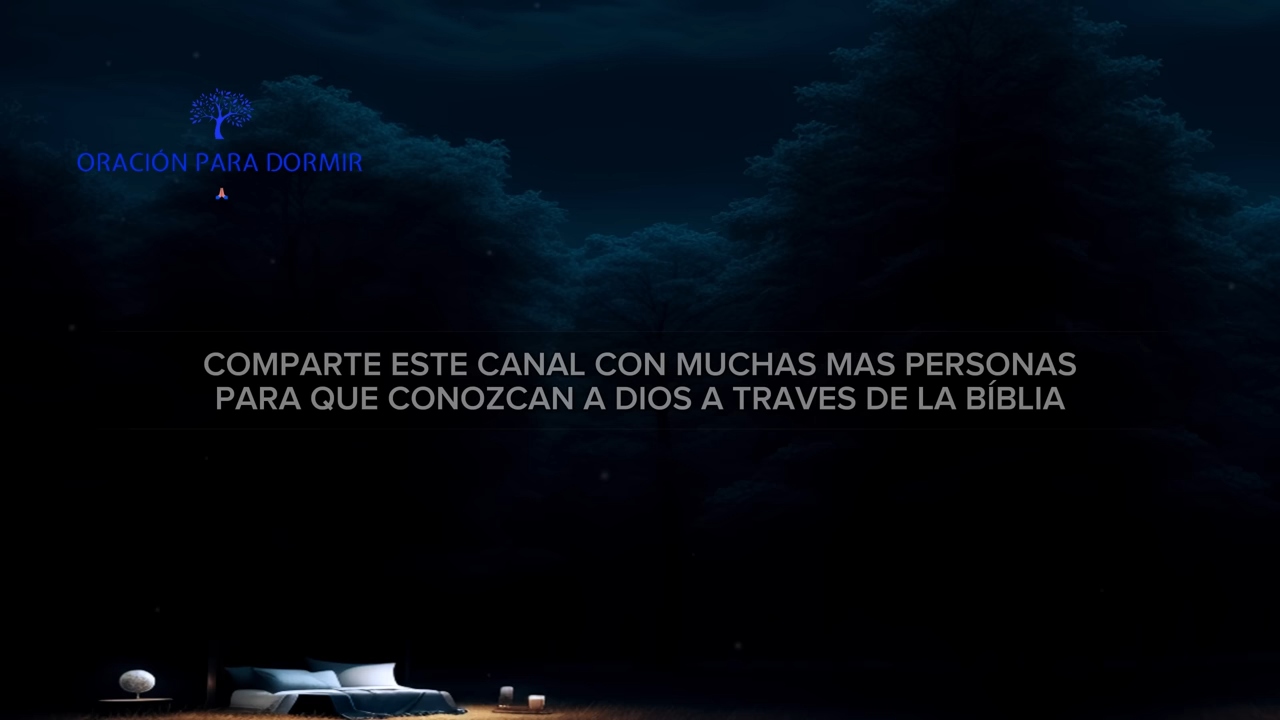 ORACIÓN PARA DORMIR
COMPARTE ESTE CANAL CON MUCHAS MAS PERSONAS
PARA QUE CONOZCAN A DIOS A TRAVES DE LA BÍBLIA